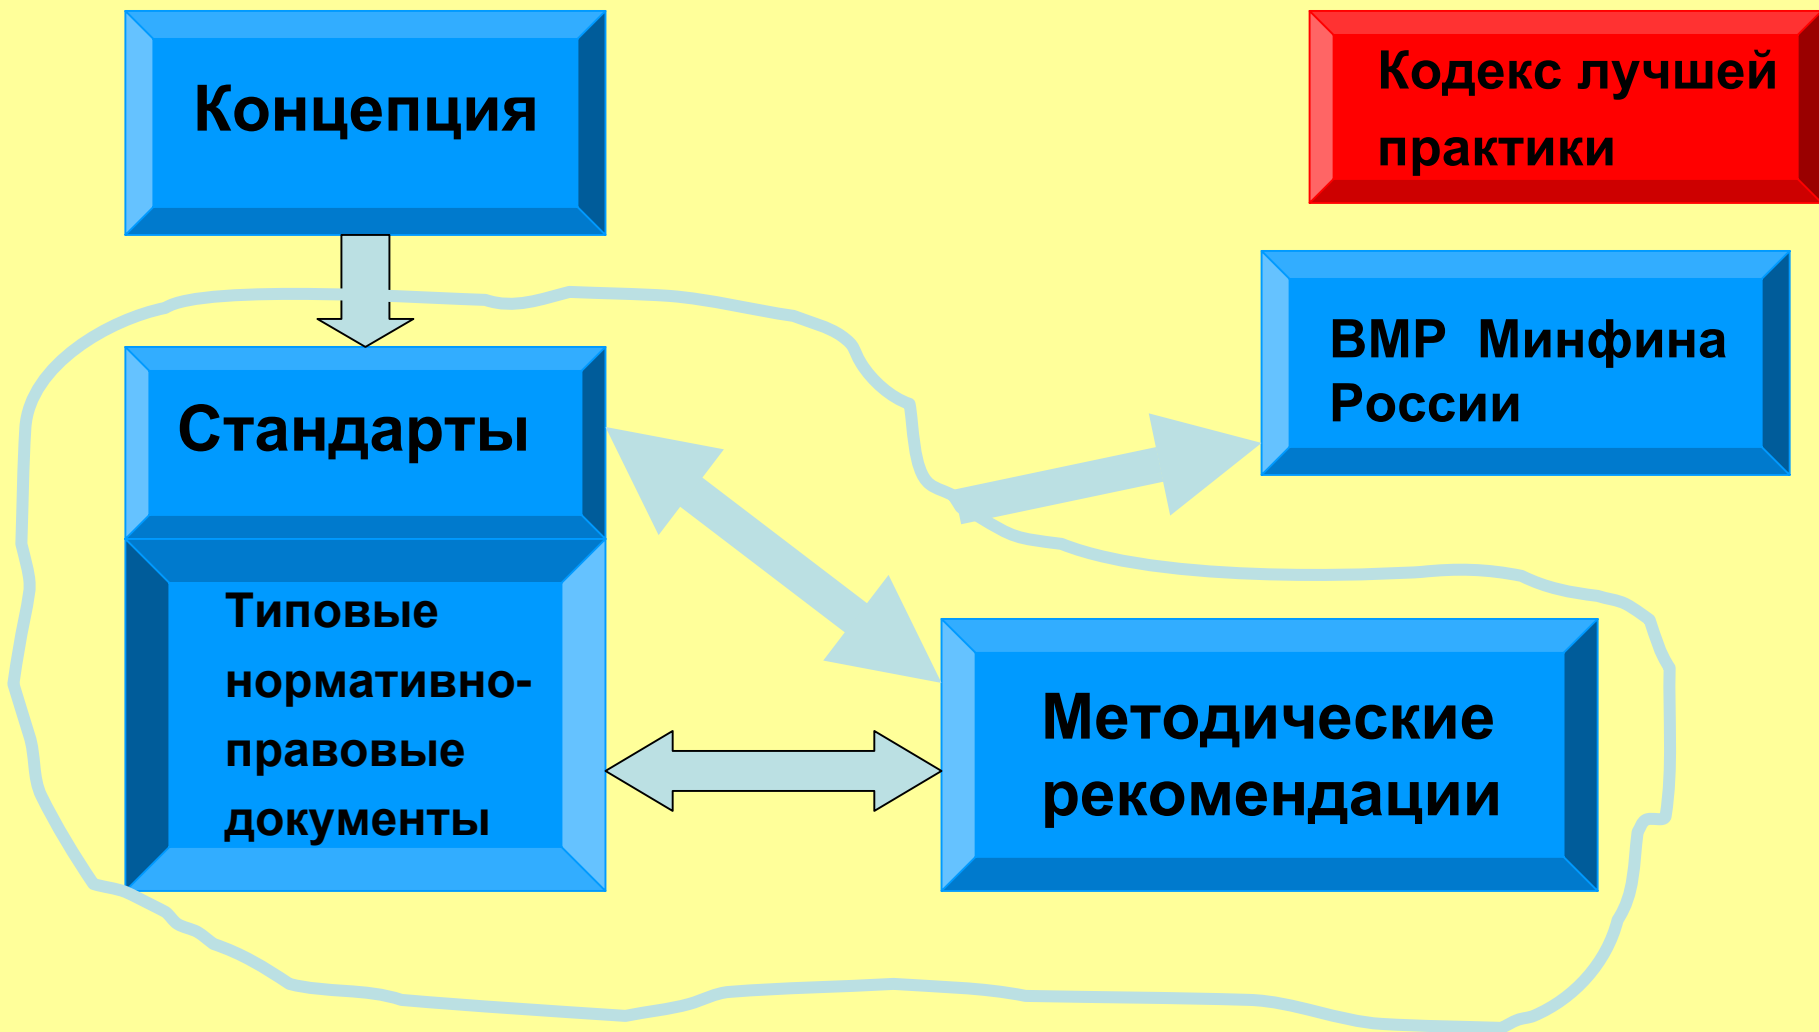 Концепция
Кодекс лучшей
практики
ВМР Минфина
России
Стандарты
Типовые
нормативно-
правовые
документы
Методические
рекомендации